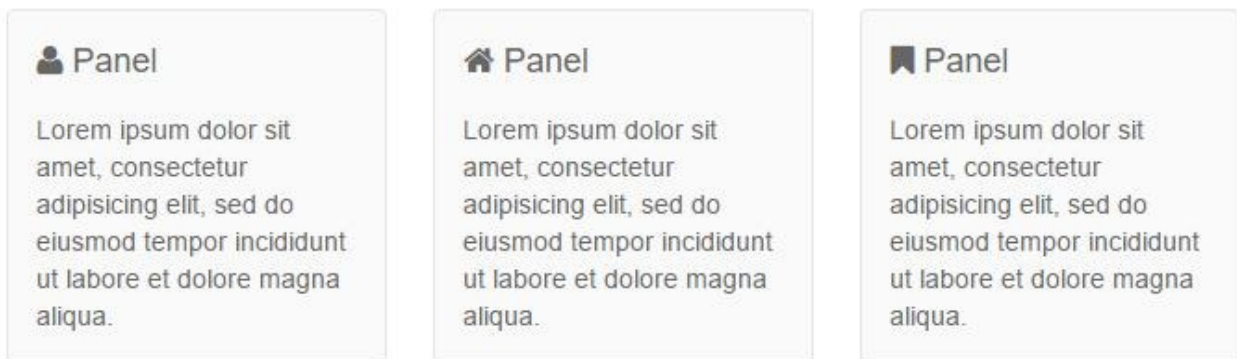 Panel
Lorem ipsum dolor sit
amet, consectetur
adipisicing elit, sed do
eiusmod tempor incididunt
ut labore et dolore magna
aliqua.
Panel
Lorem ipsum dolor sit
amet, consectetur
adipisicing elit, sed do
eiusmod tempor incididunt
ut labore et dolore magna
aliqua.
Panel
Lorem ipsum dolor sit
amet, consectetur
adipisicing elit, sed do
eiusmod tempor incididunt
ut labore et dolore magna
aliqua.